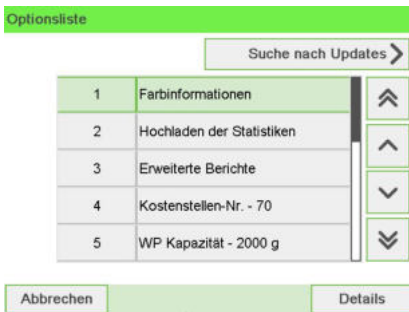 Optionsliste
Suche nach Updates
1 Farbinformationen
2 Hochladen der Statistiken
3 Erweiterte Berichte
4 Kostenstellen-Nr. - 70
5 WP Kapazität - 2000 g
Abbrechen Details